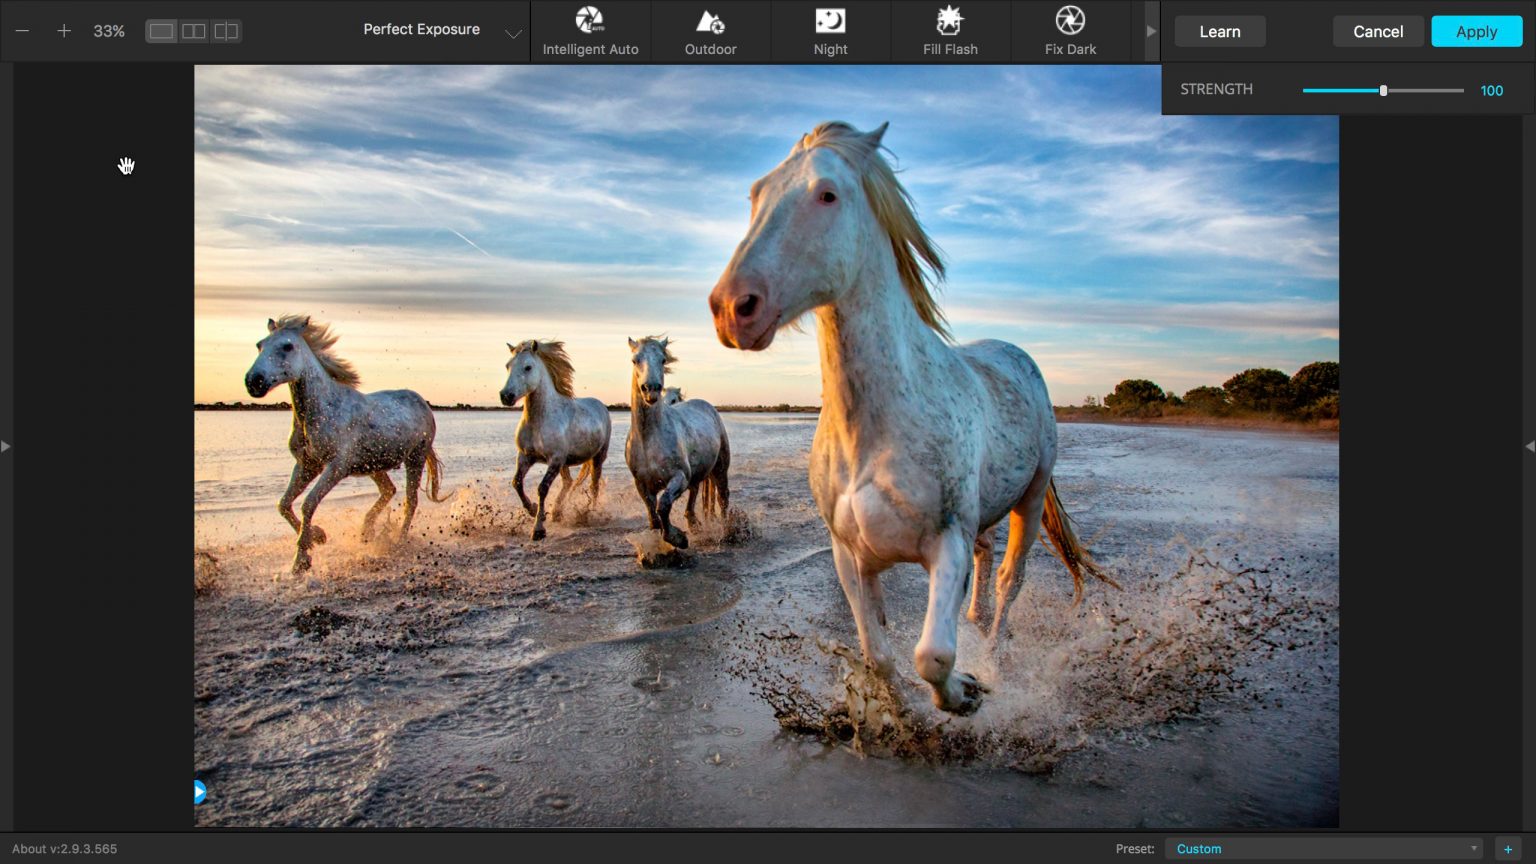 33%
Perfect Exposure
AUTO
Intelligent Auto
Outdoor
Night
Fill Flash
Fix Dark
Learn
Cancel
Apply
STRENGTH
100
About v:2.9.3.565
Preset:
Custom